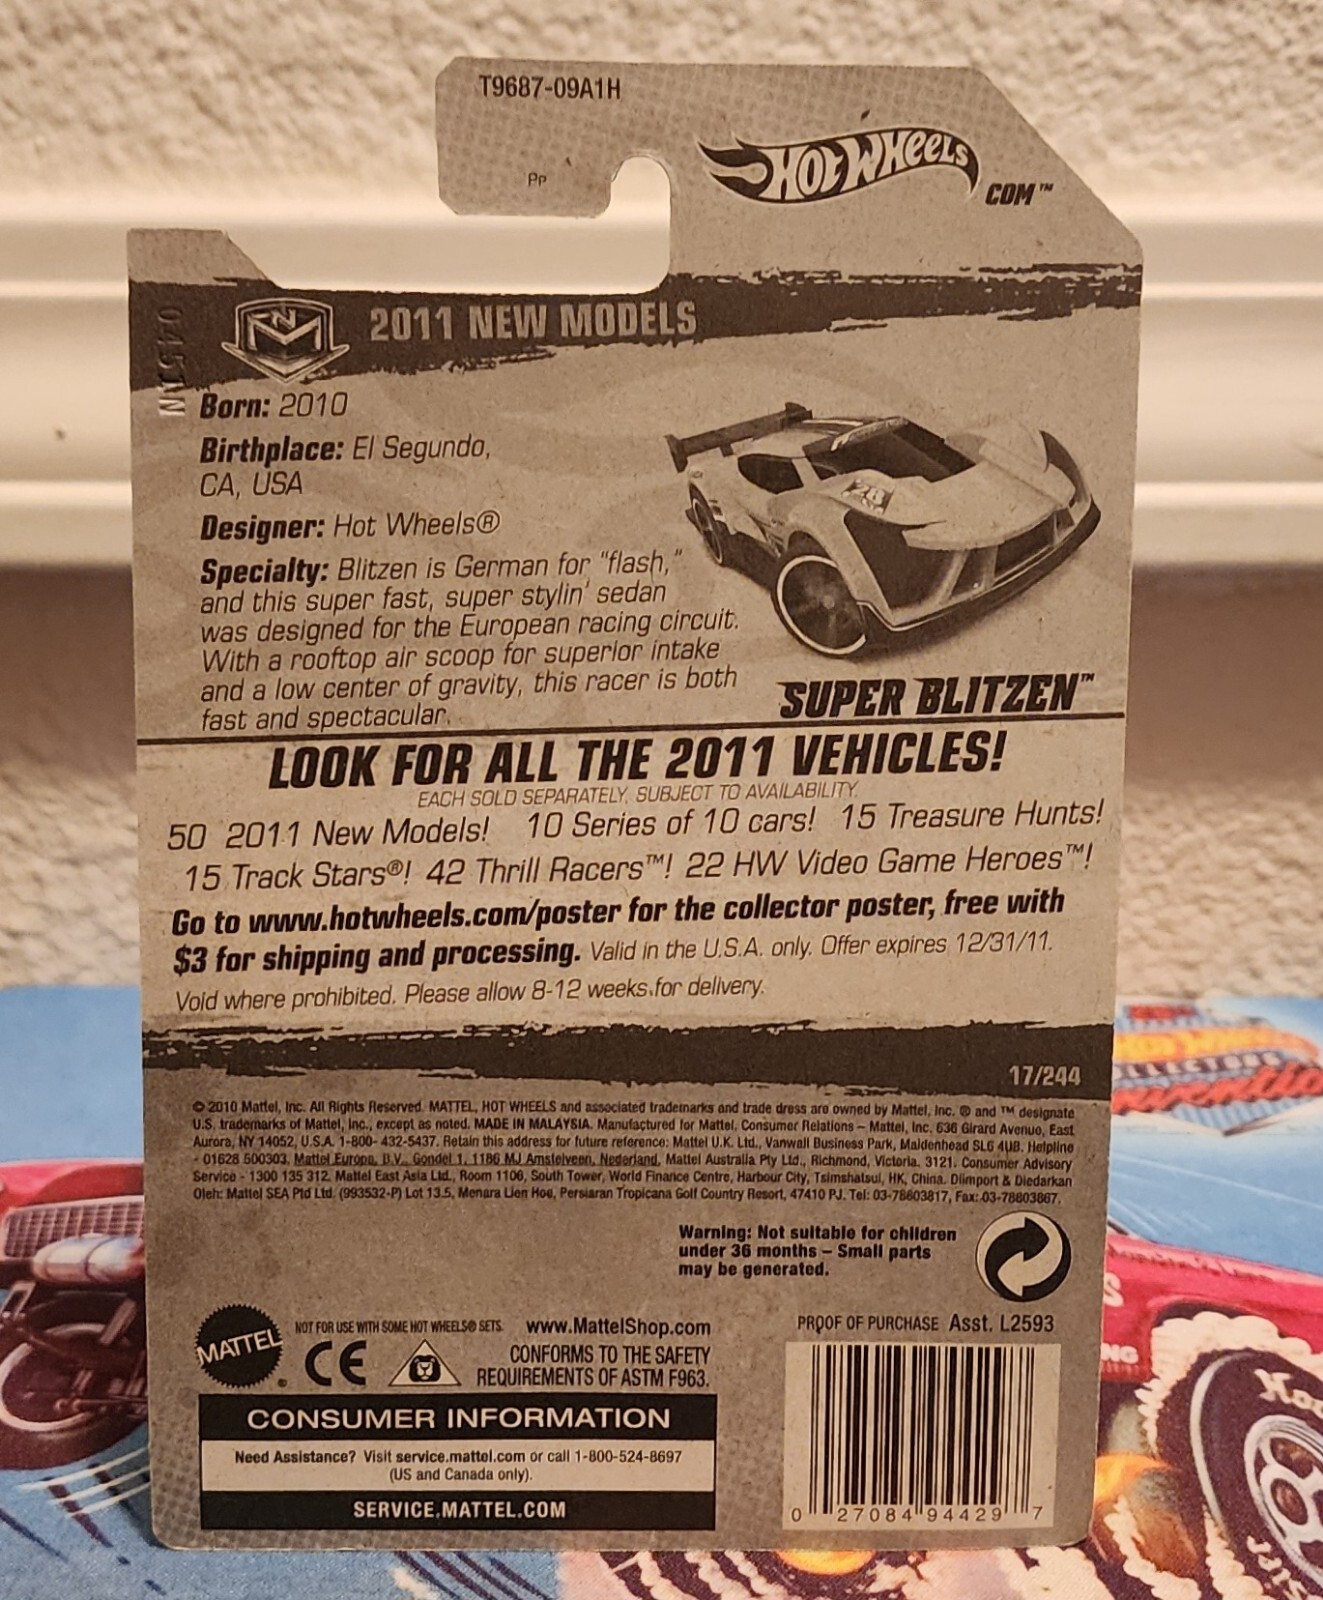 T9687-09A1H
Pp
Hot Wheels
.COM™
2011 NEW MODELS
Born: 2010
Birthplace: El Segundo,
CA, USA
Designer: Hot Wheels®
Specialty: Blitzen is German for "flash,"
and this super fast, super stylin' sedan
was designed for the European racing circuit.
With a rooftop air scoop for superior intake
and a low center of gravity, this racer is both
fast and spectacular.
28
SUPER BLITZEN™
LOOK FOR ALL THE 2011 VEHICLES!
EACH SOLD SEPARATELY, SUBJECT TO AVAILABILITY.
50 2011 New Models! 10 Series of 10 cars! 15 Treasure Hunts!
15 Track Stars®! 42 Thrill Racers™! 22 HW Video Game Heroes™!
Go to www.hotwheels.com/poster for the collector poster, free with
$3 for shipping and processing. Valid in the U.S.A. only. Offer expires 12/31/11.
Void where prohibited. Please allow 8-12 weeks for delivery.
17/244
© 2010 Mattel, Inc. All Rights Reserved. MATTEL, HOT WHEELS and associated trademarks and trade dress are owned by Mattel, Inc. ® and ™ designate
U.S. trademarks of Mattel, Inc., except as noted. MADE IN MALAYSIA. Manufactured for Mattel. Consumer Relations – Mattel, Inc. 636 Girard Avenue, East
Aurora, NY 14052, U.S.A. 1-800- 432-5437. Retain this address for future reference: Mattel U.K. Ltd., Vanwall Business Park, Maidenhead SL6 4UB. Helpline
- 01628 500303. Mattel Europa, B.V., Gondel 1, 1186 MJ Amstelveen, Nederland, Mattel Australia Pty Ltd., Richmond, Victoria. 3121. Consumer Advisory
Service - 1300 135 312. Mattel East Asia Ltd., Room 1106, South Tower, World Finance Centre, Harbour City, Tsimshatsui, HK, China. Diimport & Diedarkan
Oleh: Mattel SEA Ptd Ltd. (993532-P) Lot 13.5, Menara Lien Hoe, Persiaran Tropicana Golf Country Resort, 47410 PJ. Tel: 03-78803817, Fax: 03-78803867.
Warning: Not suitable for children
under 36 months – Small parts
may be generated.
MATTEL
NOT FOR USE WITH SOME HOT WHEELS® SETS. www.MattelShop.com
CE
CONFORMS TO THE SAFETY
REQUIREMENTS OF ASTM F963.
PROOF OF PURCHASE Asst. L2593
CONSUMER INFORMATION
Need Assistance? Visit service.mattel.com or call 1-800-524-8697
(US and Canada only).
SERVICE.MATTEL.COM
0 27084 94429 7